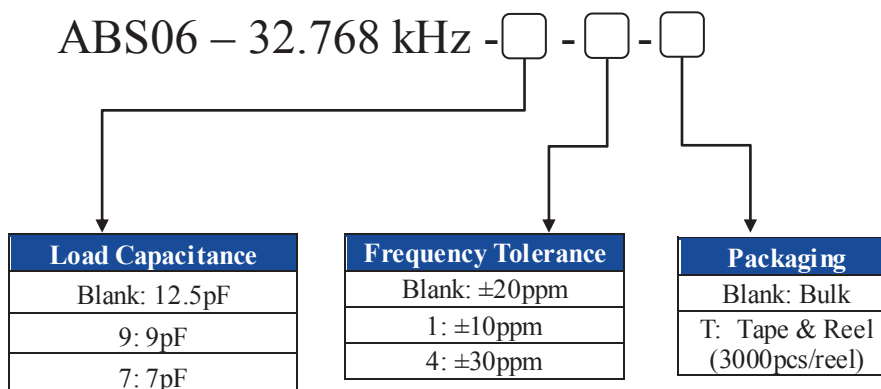 ABS06 – 32.768 kHz - - -
Load Capacitance
Blank: 12.5pF
9: 9pF
7: 7pF
Frequency Tolerance
Blank: ±20ppm
1: ±10ppm
4: ±30ppm
Packaging
Blank: Bulk
T: Tape & Reel
(3000pcs/reel)